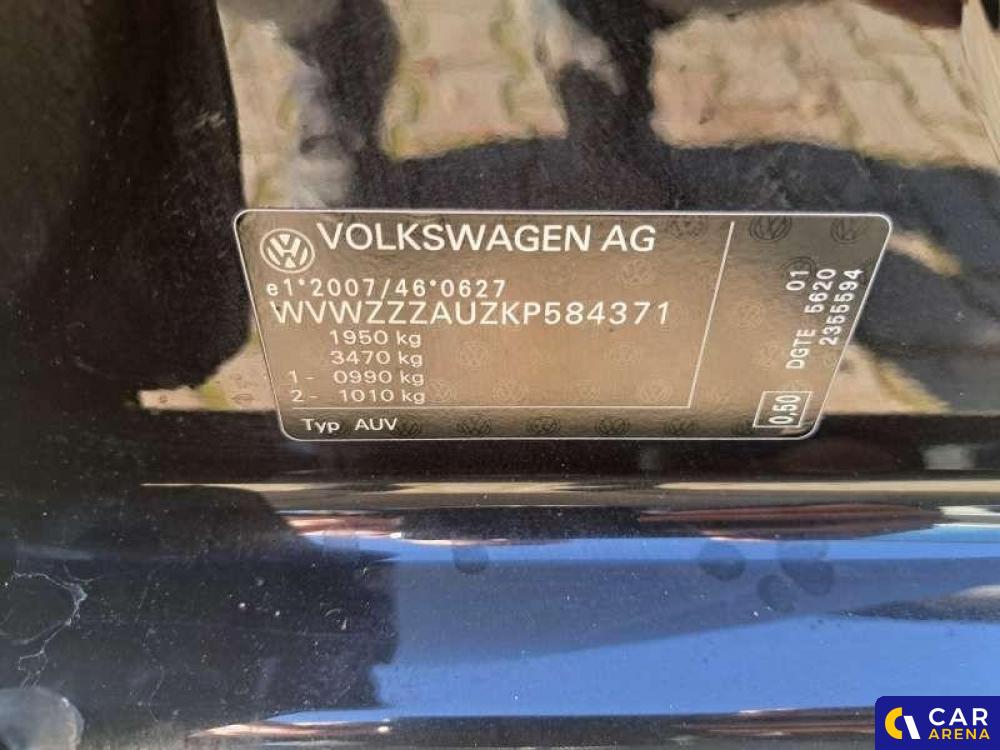 VOLKSWAGEN AG
e1*2007/46*0627
WVWZZZAUZKP584371
1950 kg
3470 kg
1- 0990 kg
2- 1010 kg
Typ AUV
01
DGTE 5620
2355594
0,50
CAR
ARENA